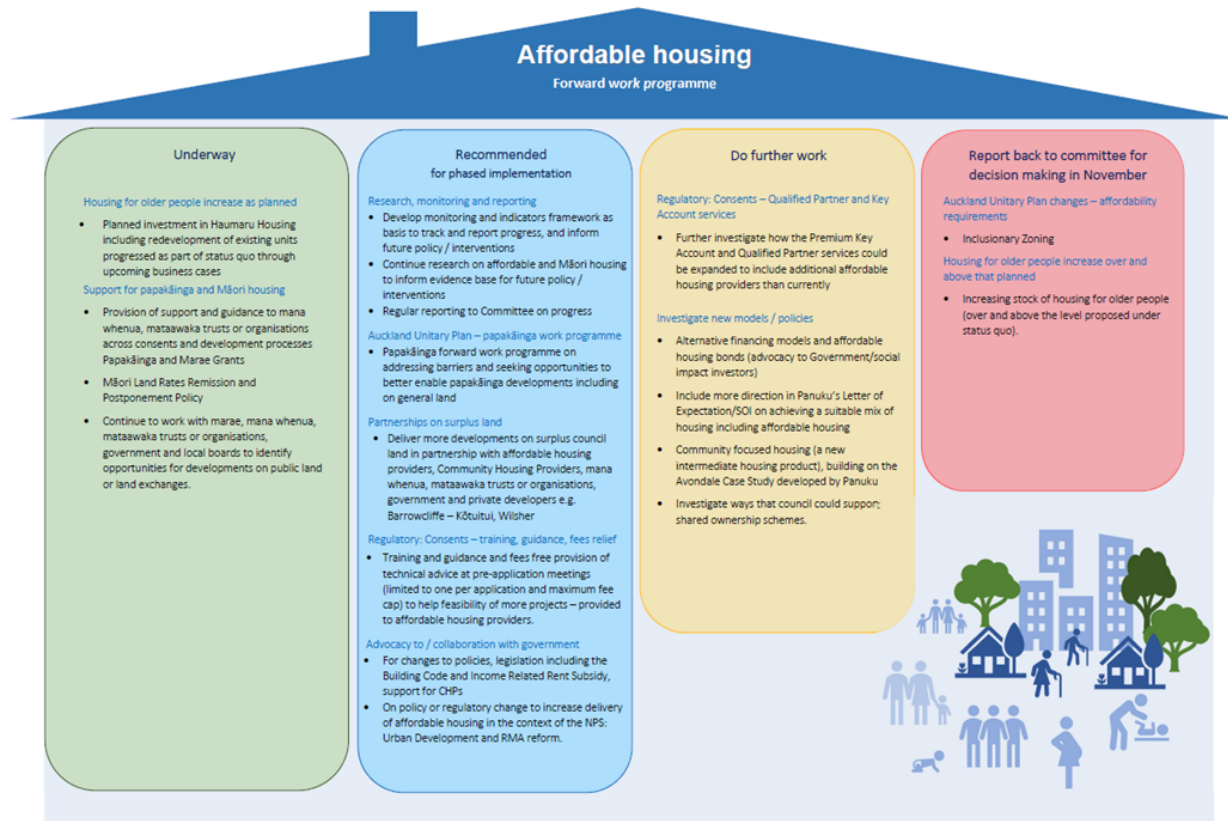 Affordable housing
Forward work programme
Underway
Housing for older people increase as planned
• Planned investment in Haumaru Housing
including redevelopment of existing units
progressed as part of status quo through
upcoming business cases
Support for papakāinga and Māori housing
• Provision of support and guidance to mana
whenua, mataawaka trusts or organisations
across consents and development processes
Papakāinga and Marae Grants
• Māori Land Rates Remission and
Postponement Policy
• Continue to work with marae, mana whenua,
mataawaka trusts or organisations,
government and local boards to identify
opportunities for developments on public land
or land exchanges.
Recommended
for phased implementation
Research, monitoring and reporting
• Develop monitoring and indicators framework as
basis to track and report progress, and inform
future policy / interventions
• Continue research on affordable and Māori housing
to inform evidence base for future policy /
interventions
• Regular reporting to Committee on progress
Auckland Unitary Plan – papakāinga work programme
• Papakāinga forward work programme on
addressing barriers and seeking opportunities to
better enable papakāinga developments including
on general land
Partnerships on surplus land
• Deliver more developments on surplus council
land in partnership with affordable housing
providers, Community Housing Providers, mana
whenua, mataawaka trusts or organisations,
government and private developers e.g.
Barrowcliffe – Kōtuitui, Wilsher
Regulatory: Consents – training, guidance, fees relief
• Training and guidance and fees free provision of
technical advice at pre-application meetings
(limited to one per application and maximum fee
cap) to help feasibility of more projects – provided
to affordable housing providers.
Advocacy to / collaboration with government
• For changes to policies, legislation including the
Building Code and Income Related Rent Subsidy,
support for CHPs
• On policy or regulatory change to increase delivery
of affordable housing in the context of the NPS:
Urban Development and RMA reform.
Do further work
Regulatory: Consents – Qualified Partner and Key
Account services
• Further investigate how the Premium Key
Account and Qualified Partner services could
be expanded to include additional affordable
housing providers than currently
Investigate new models / policies
• Alternative financing models and affordable
housing bonds (advocacy to Government/social
impact investors)
• Include more direction in Panuku's Letter of
Expectation/SOI on achieving a suitable mix of
housing including affordable housing
• Community focused housing (a new
intermediate housing product), building on the
Avondale Case Study developed by Panuku
• Investigate ways that council could support;
shared ownership schemes.
Report back to committee for
decision making in November
Auckland Unitary Plan changes – affordability
requirements
• Inclusionary Zoning
Housing for older people increase over and
above that planned
• Increasing stock of housing for older people
(over and above the level proposed under
status quo).